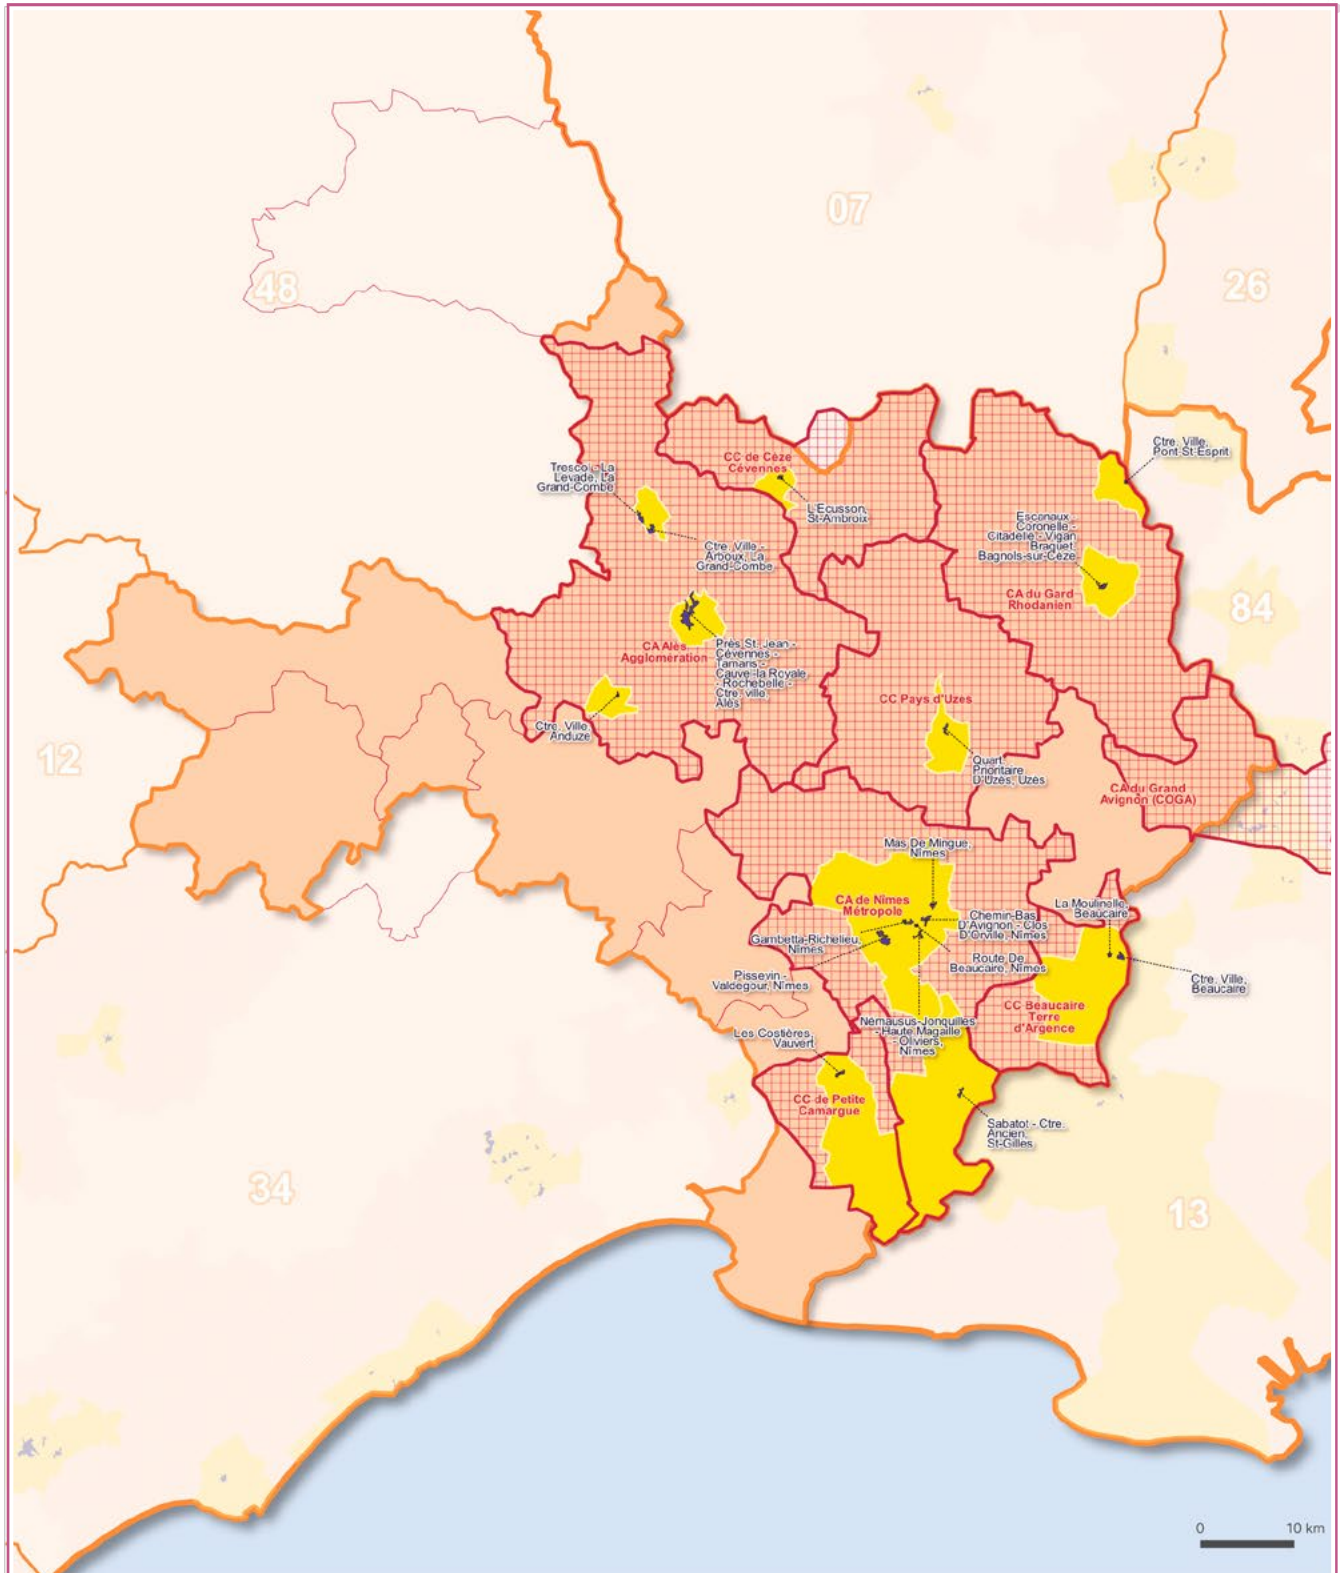 07
48
26
Ctre. Ville,
Pont-St-Esprit
CC de Cèze
Cévennes
Tresco - La
Levade, La
Grand-Combe
L'Ecusson,
St-Ambroix
Escanaux -
Coronelle -
Citadelle - Vigan
Braquet,
Bagnols-sur-Cèze
Ctre. Ville -
Arboux, La
Grand-Combe
CA du Gard
Rhodanien
84
CA Alès
Agglomération
Près St. Jean -
Cévennes -
Tamaris -
Cauve-la Royale
- Rochebelle -
Ctre. ville,
Alès
CC Pays d'Uzes
Ctre. Ville,
Anduze
12
Quart.
Prioritaire
D'Uzès, Uzes
CA du Grand
Avignon (COGA)
Mas De Mingue,
Nîmes
CA de Nîmes
Métropole
La Moulinelle,
Beaucaire
Chemin-Bas
D'Avignon - Clos
D'Orville, Nîmes
Gambetta-Richelieu,
Nîmes
Route De
Beaucaire, Nîmes
Pissevin -
Valdegour, Nîmes
Ctre. Ville,
Beaucaire
CC Beaucaire
Terre
d'Argence
Némausus-Jonquilles
- Haute Magaille
- Oliviers,
Nîmes
Les Costières,
Vauvert
CC de Petite
Camargue
Sabatot - Ctre.
Ancien,
St-Gilles
34
13
0 10 km